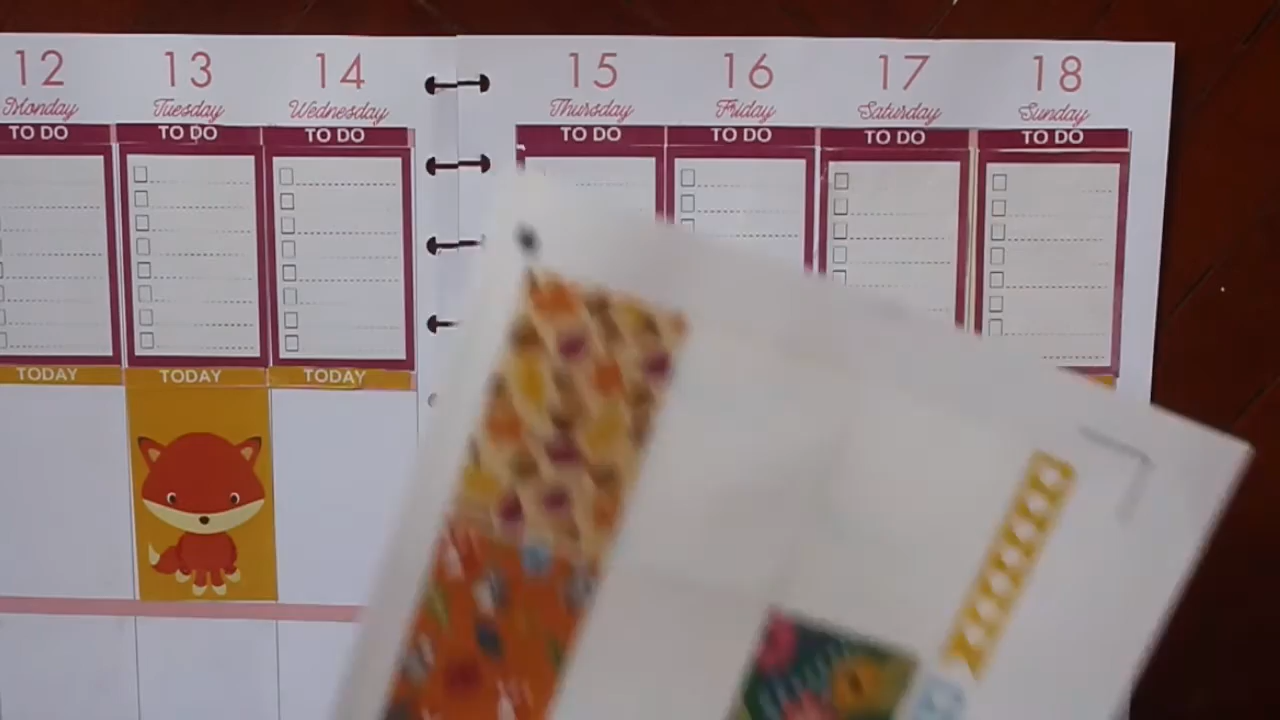 12 13 14 15 16 17 18
Monday Tuesday Wednesday Thursday Friday Saturday Sunday
TO DO TO DO TO DO TO DO TO DO TO DO TO DO
TODAY TODAY TODAY